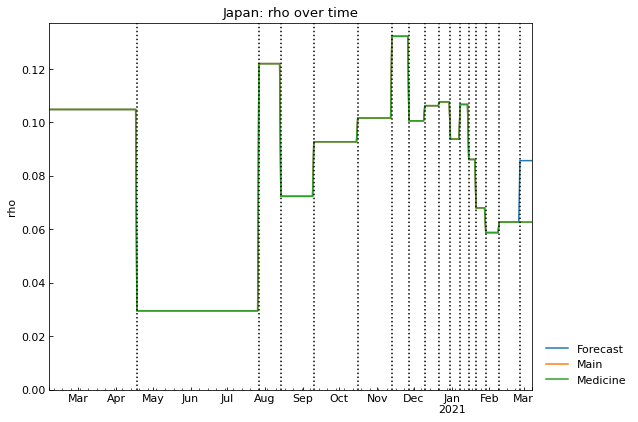 Japan: rho over time
rho
0.12
0.10
0.08
0.06
0.04
0.02
0.00
Mar Apr May Jun Jul Aug Sep Oct Nov Dec Jan Feb Mar
2021
Forecast
Main
Medicine